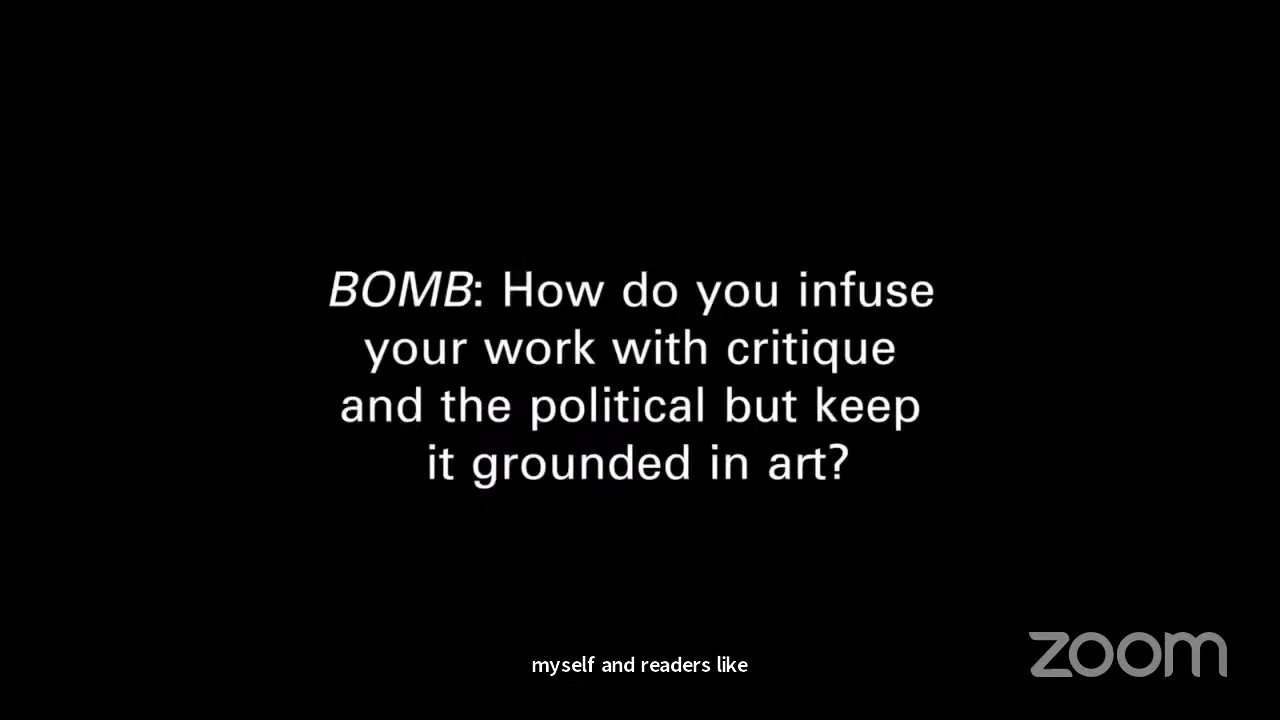 BOMB: How do you infuse
your work with critique
and the political but keep
it grounded in art?
myself and readers like
zoom